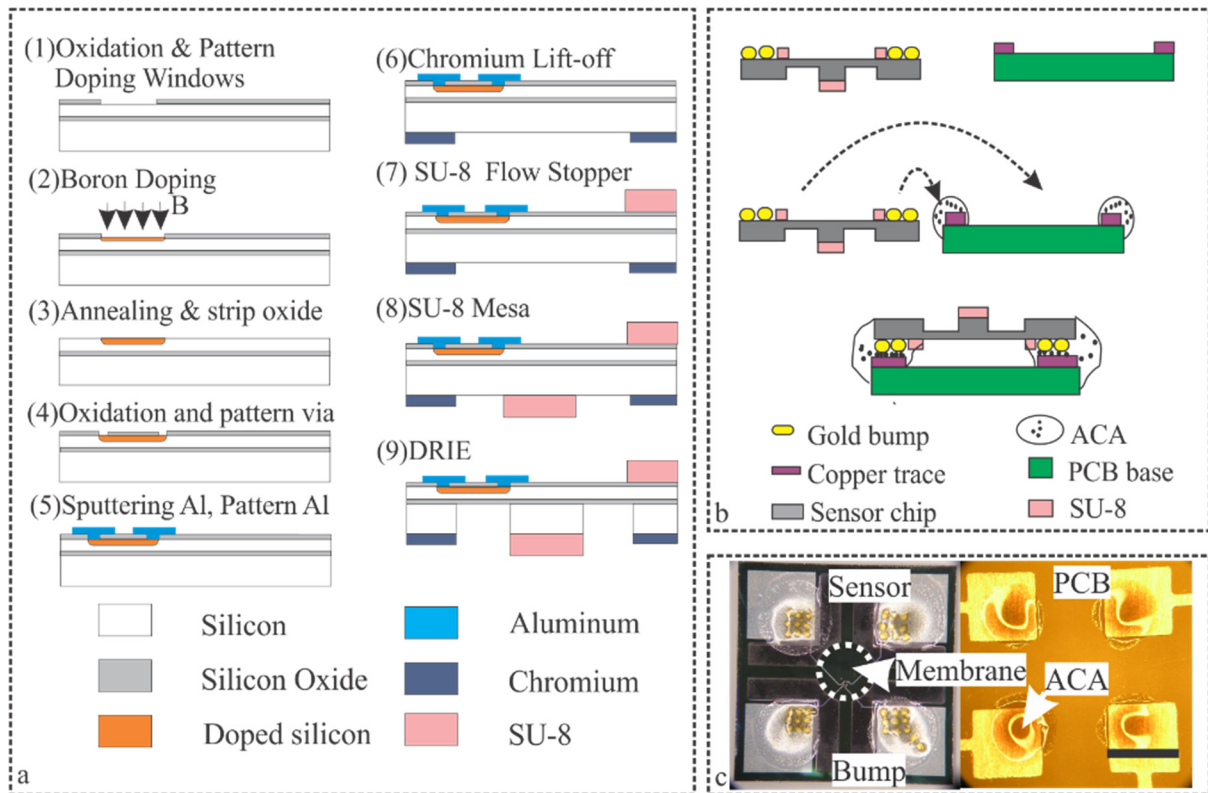 (1)Oxidation & Pattern
Doping Windows
(2)Boron Doping
B
(3)Annealing & strip oxide
(4)Oxidation and pattern via
(5)Sputtering Al, Pattern Al
(6)Chromium Lift-off
(7) SU-8 Flow Stopper
(8)SU-8 Mesa
(9)DRIE
Silicon
Silicon Oxide
Doped silicon
Aluminum
Chromium
SU-8
a
Gold bump
Copper trace
Sensor chip
ACA
PCB base
SU-8
b
Sensor
PCB
Membrane
ACA
Bump
c